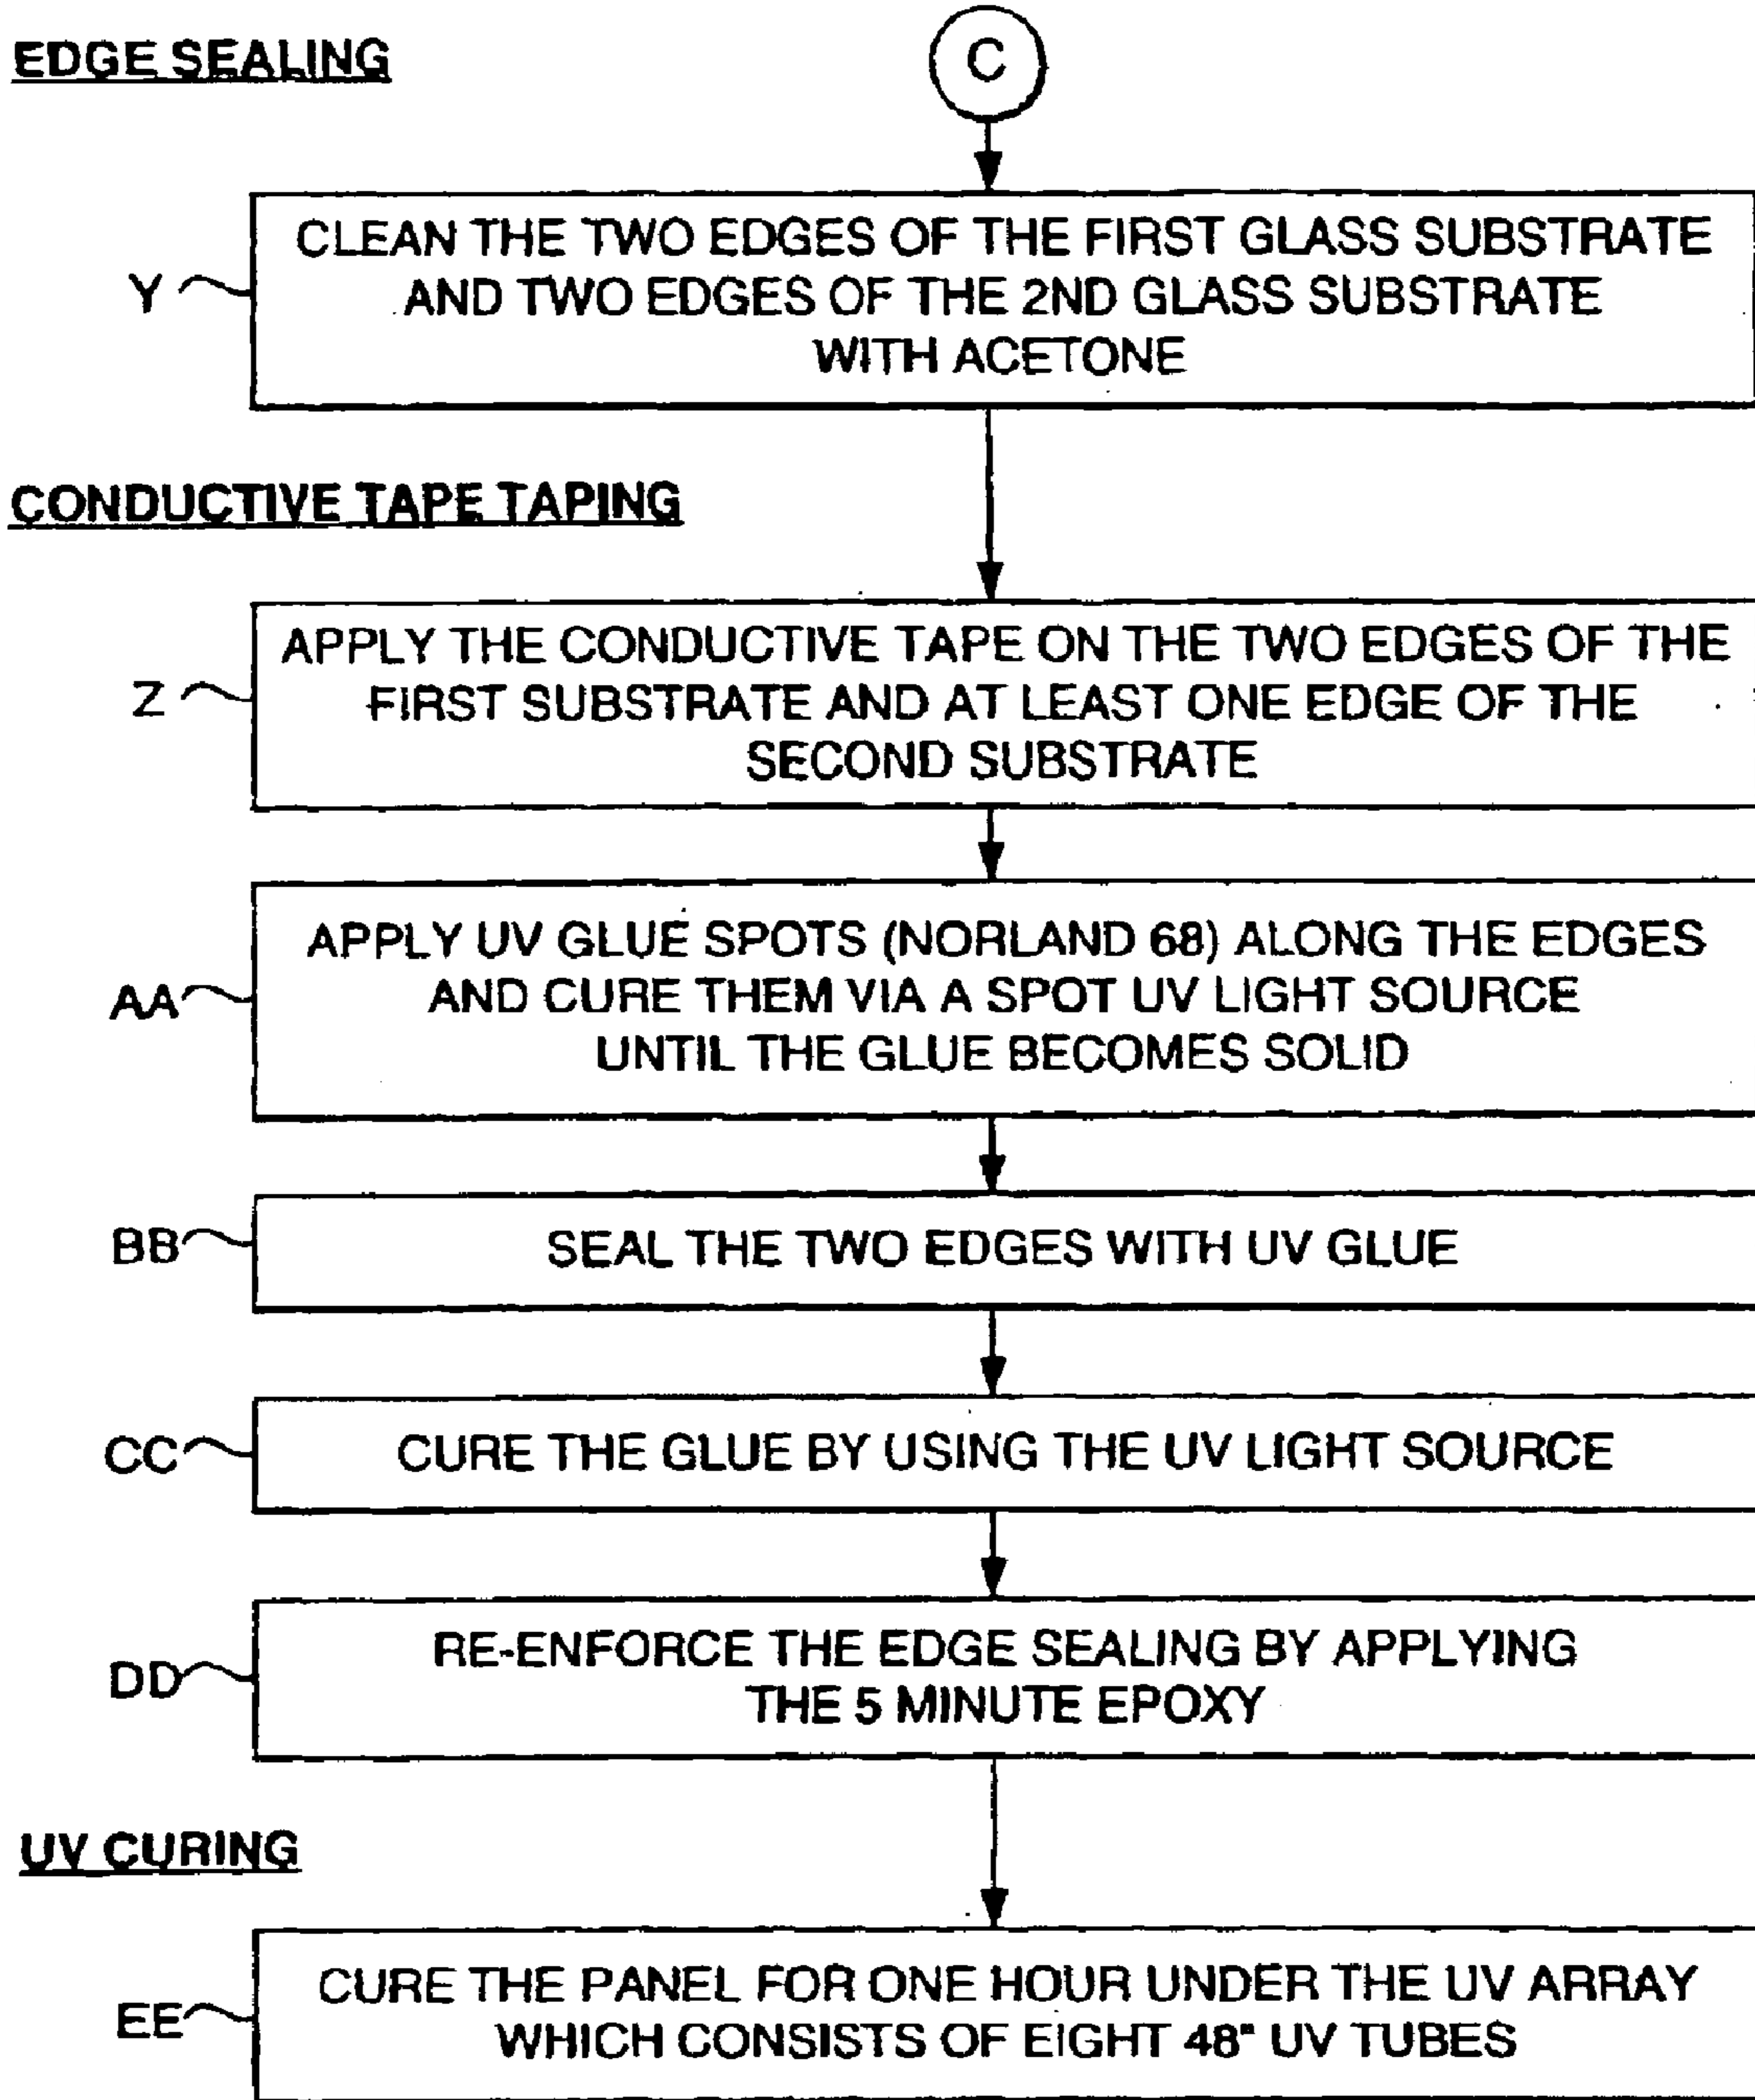 EDGE SEALING
C
Y
CLEAN THE TWO EDGES OF THE FIRST GLASS SUBSTRATE
AND TWO EDGES OF THE 2ND GLASS SUBSTRATE
WITH ACETONE
CONDUCTIVE TAPE TAPING
Z
APPLY THE CONDUCTIVE TAPE ON THE TWO EDGES OF THE
FIRST SUBSTRATE AND AT LEAST ONE EDGE OF THE
SECOND SUBSTRATE
AA
APPLY UV GLUE SPOTS (NORLAND 68) ALONG THE EDGES
AND CURE THEM VIA A SPOT UV LIGHT SOURCE
UNTIL THE GLUE BECOMES SOLID
BB
SEAL THE TWO EDGES WITH UV GLUE
CC
CURE THE GLUE BY USING THE UV LIGHT SOURCE
DD
RE-ENFORCE THE EDGE SEALING BY APPLYING
THE 5 MINUTE EPOXY
UV CURING
EE
CURE THE PANEL FOR ONE HOUR UNDER THE UV ARRAY
WHICH CONSISTS OF EIGHT 48" UV TUBES